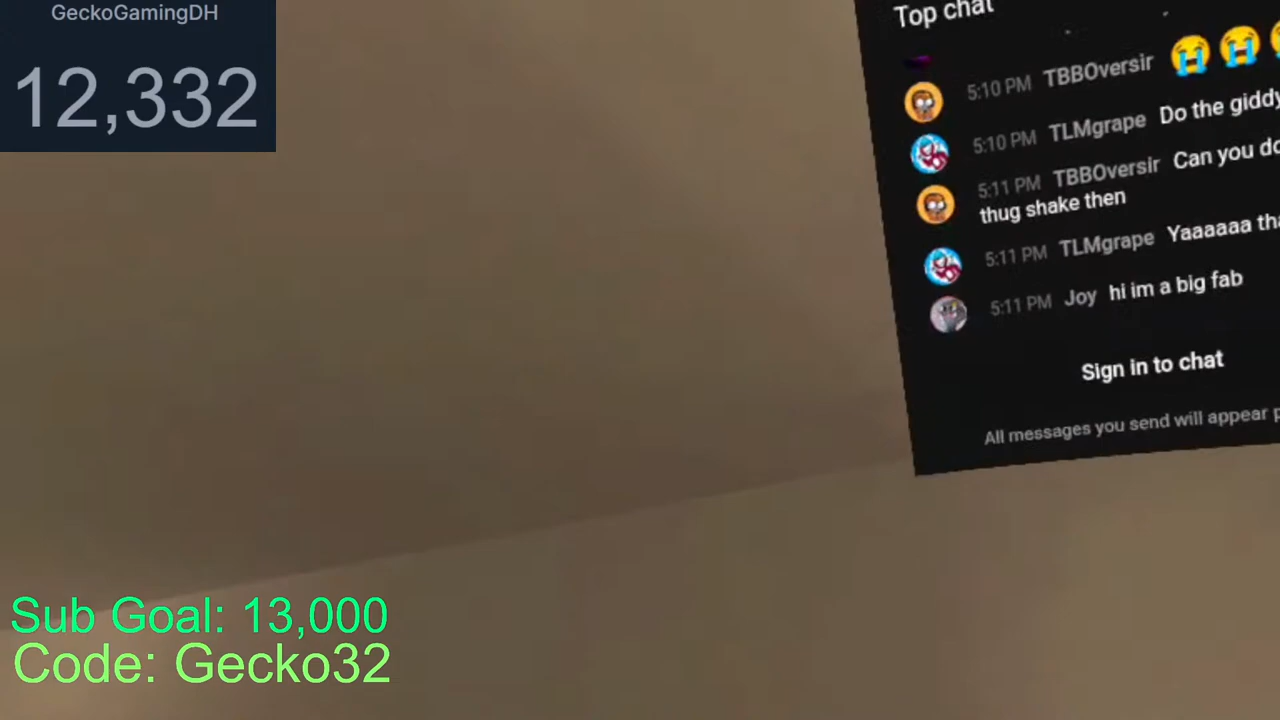 GeckoGamingDH
12,332
Top chat
5:10 PM TBBOversir 😭😭
5:10 PM TLMgrape Do the giddy
5:11 PM TBBOversir Can you do
thug shake then
5:11 PM TLMgrape Yaaaaaa
5:11 PM Joy hi im a big fab
Sign in to chat
All messages you send will appear
Sub Goal: 13,000
Code: Gecko32